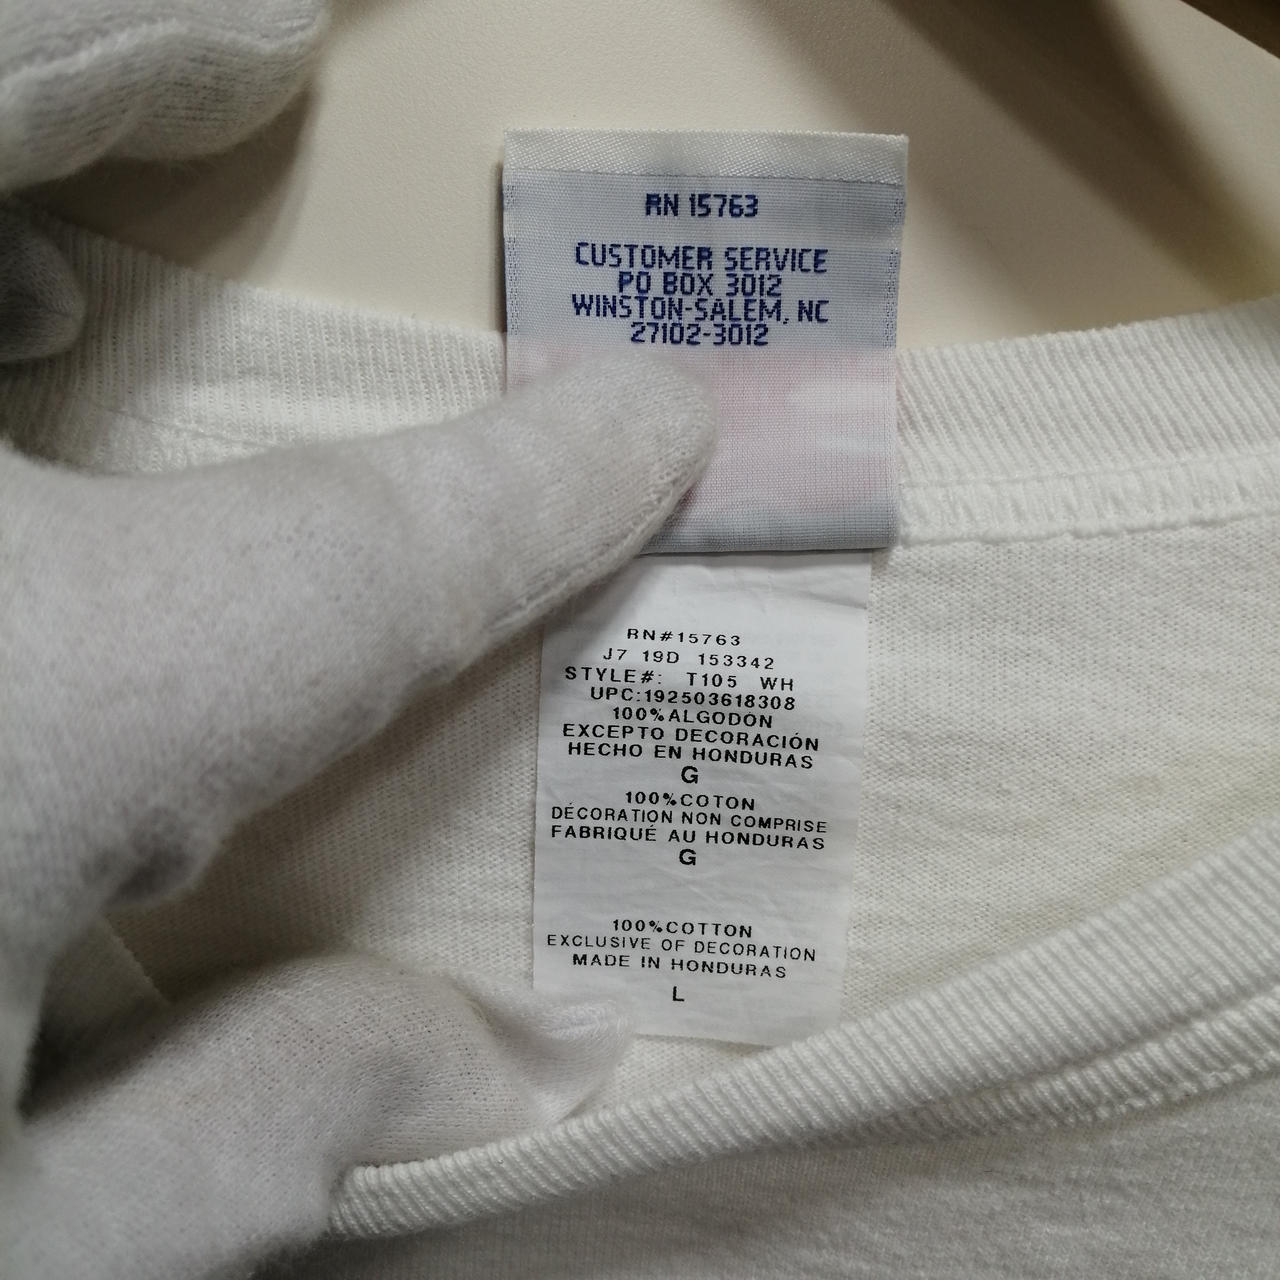 RN 15763
CUSTOMER SERVICE
PO BOX 3012
WINSTON-SALEM, NC
27102-3012
RN#15763
J7 19D 153342
STYLE#: T105 WH
UPC:192503618308
100%ALGODÓN
EXCEPTO DECORACIÓN
HECHO EN HONDURAS
G
100%COTON
DÉCORATION NON COMPRISE
FABRIQUÉ AU HONDURAS
G
100%COTTON
EXCLUSIVE OF DECORATION
MADE IN HONDURAS
L